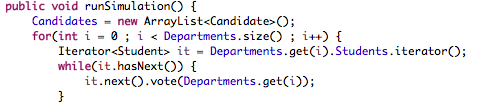 public void runSimulation() {
Candidates = new ArrayList<Candidate>();
for(int i = 0 ; i < Departments.size() ; i++) {
Iterator<Student> it = Departments.get(i).Students.iterator();
while(it.hasNext()) {
it.next().vote(Departments.get(i));
}